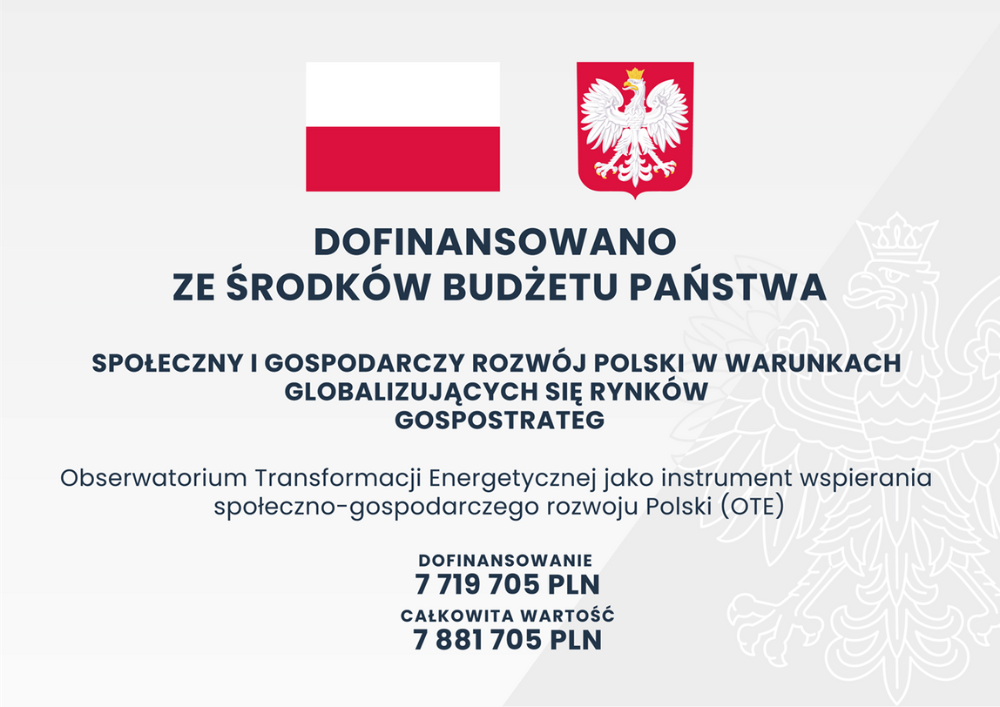 DOFINANSOWANO
ZE ŚRODKÓW BUDŻETU PAŃSTWA
SPOŁECZNY I GOSPODARCZY ROZWÓJ POLSKI W WARUNKACH
GLOBALIZUJĄCYCH SIĘ RYNKÓW
GOSPOSTRATEG
Obserwatorium Transformacji Energetycznej jako instrument wspierania
społeczno-gospodarczego rozwoju Polski (OTE)
DOFINANSOWANIE
7 719 705 PLN
CAŁKOWITA WARTOŚĆ
7 881 705 PLN